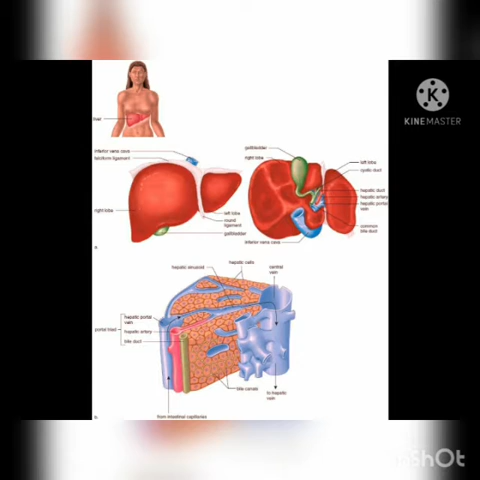 liver
KINEMASTER
inferior vena cava
falciform ligament
right lobe
left lobe
round
ligament
gallbladder
a
gallbladder
right lobe
left lobe
cystic duct
hepatic duct
hepatic artery
hepatic portal
vein
common
bile duct
inferior vena cava
hepatic cells
hepatic sinusoid
central
vein
hepatic portal
vein
portal triad
hepatic artery
bile duct
bile canals
to hepatic
vein
b
from intestinal capillaries
ShOt